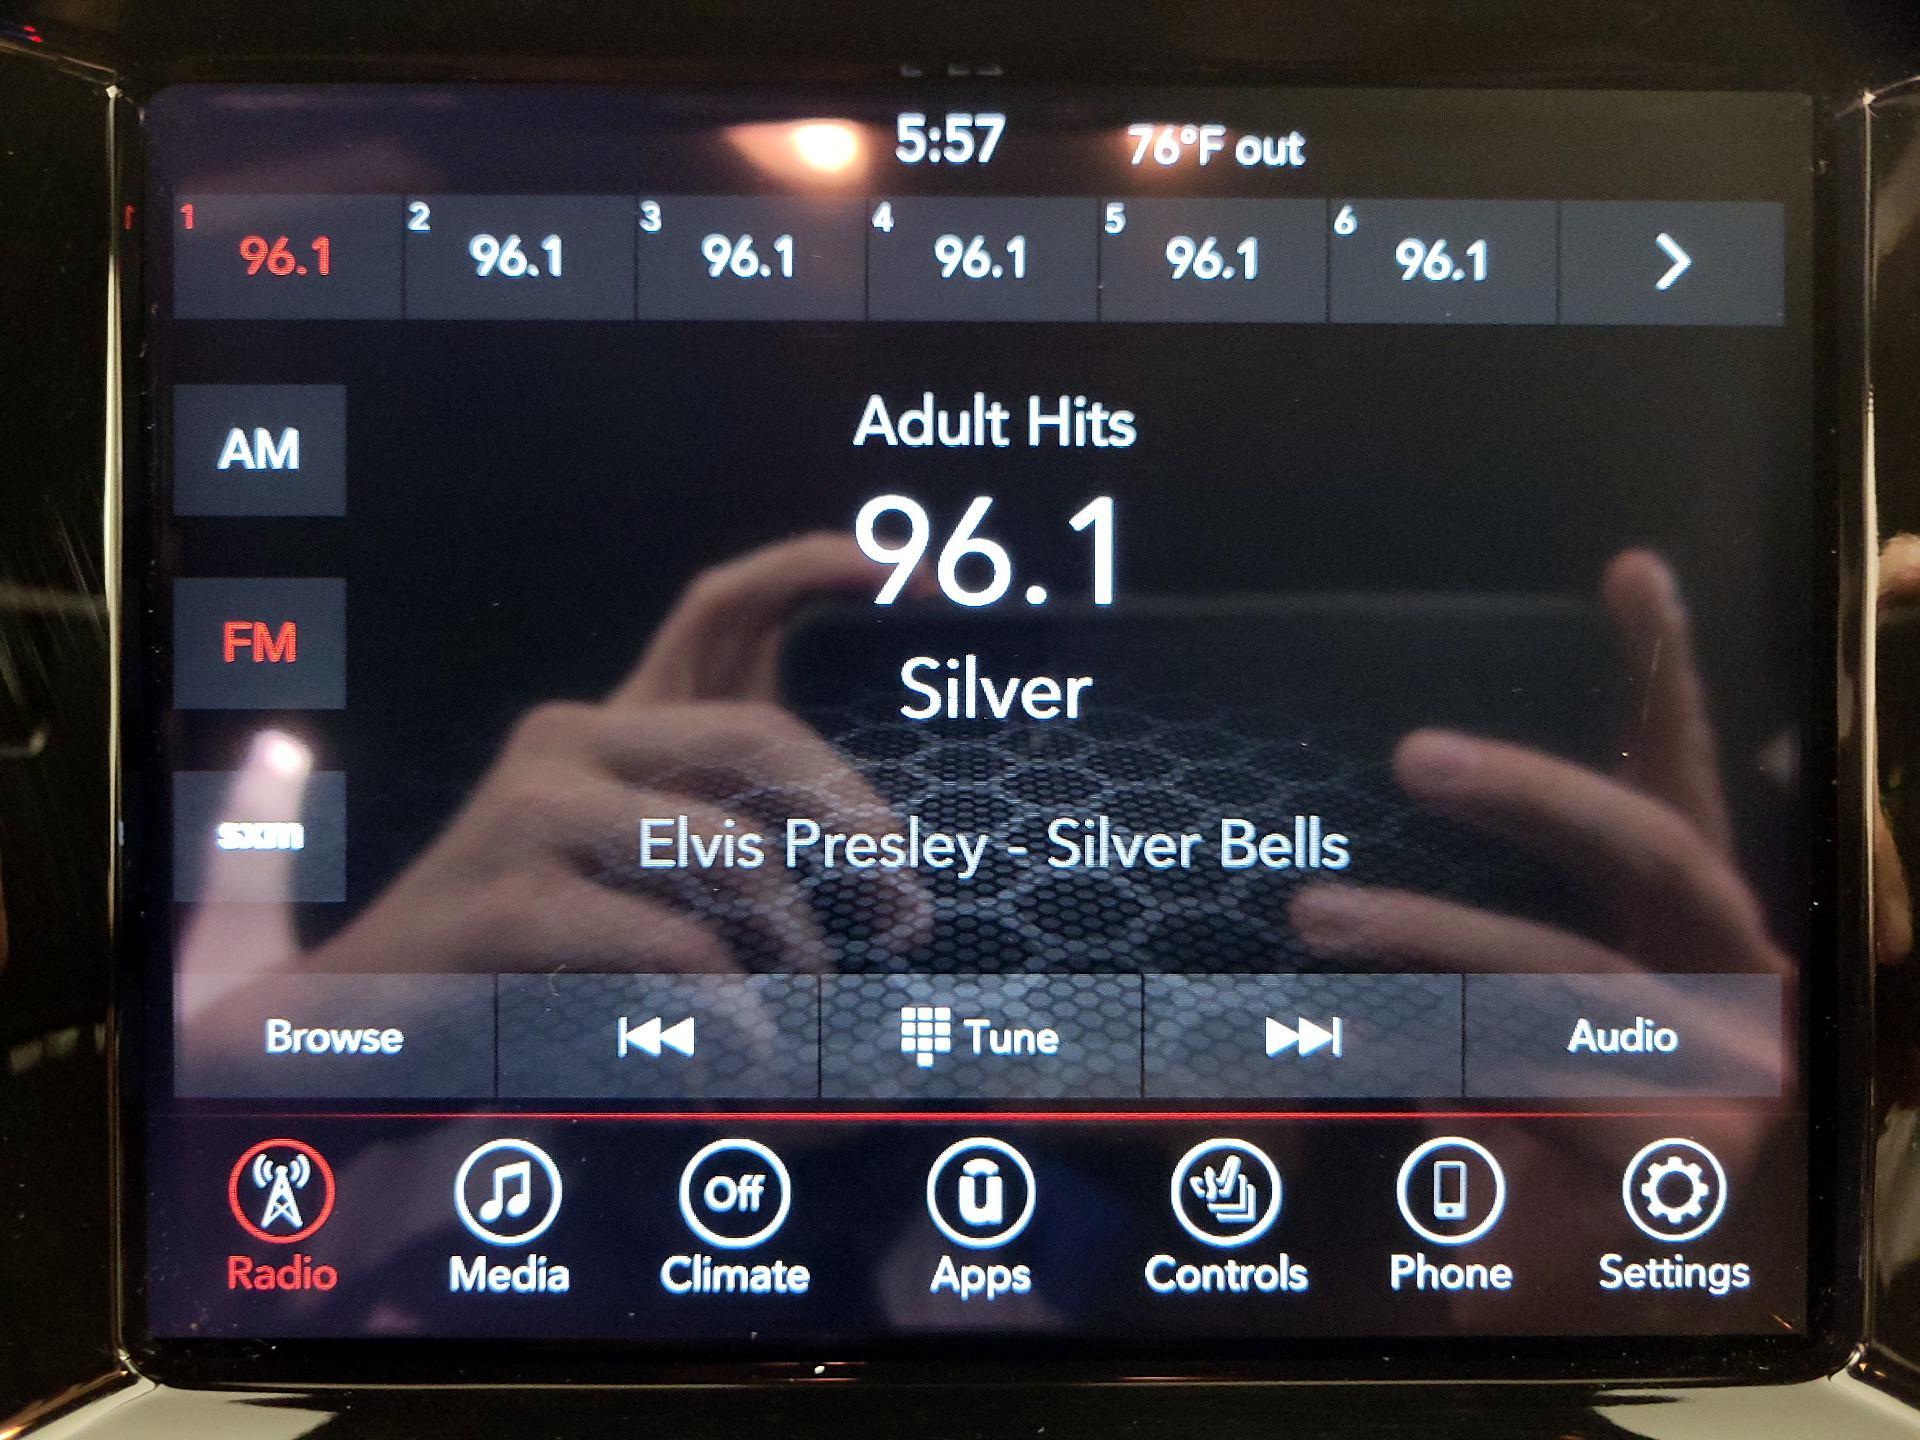 5:57 76°F out
1 96.1 2 96.1 3 96.1 4 96.1 5 96.1 6 96.1
AM
Adult Hits
96.1
FM
Silver
sxm
Elvis Presley - Silver Bells
Browse Tune Audio
Off u
Radio Media Climate Apps Controls Phone Settings